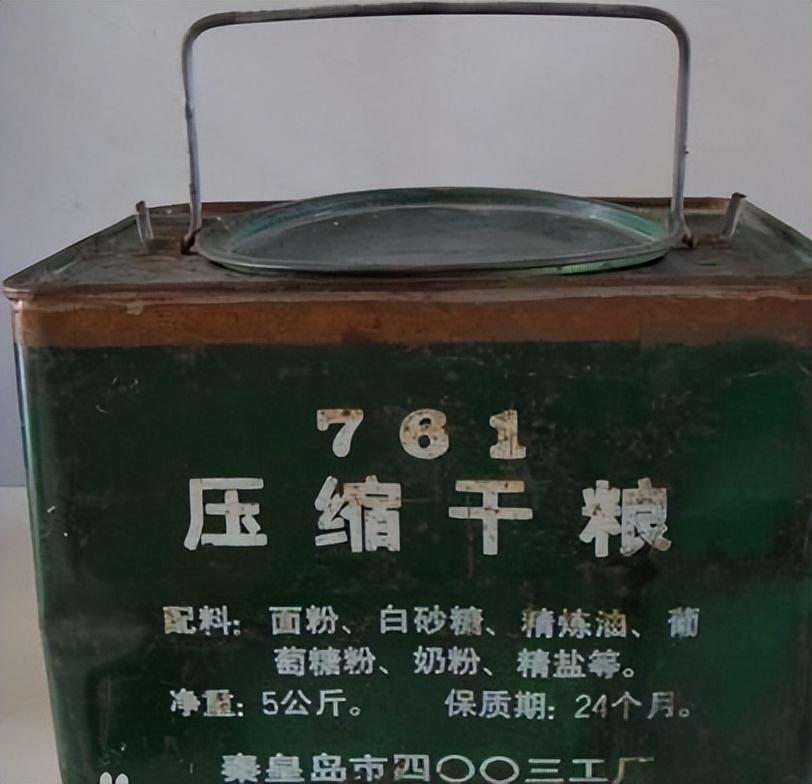 761
压缩干粮
配料：面粉、白砂糖、精炼油、葡
萄糖粉、奶粉、精盐等。
净重：5公斤。 保质期：24个月。
秦皇岛市四〇〇三工厂